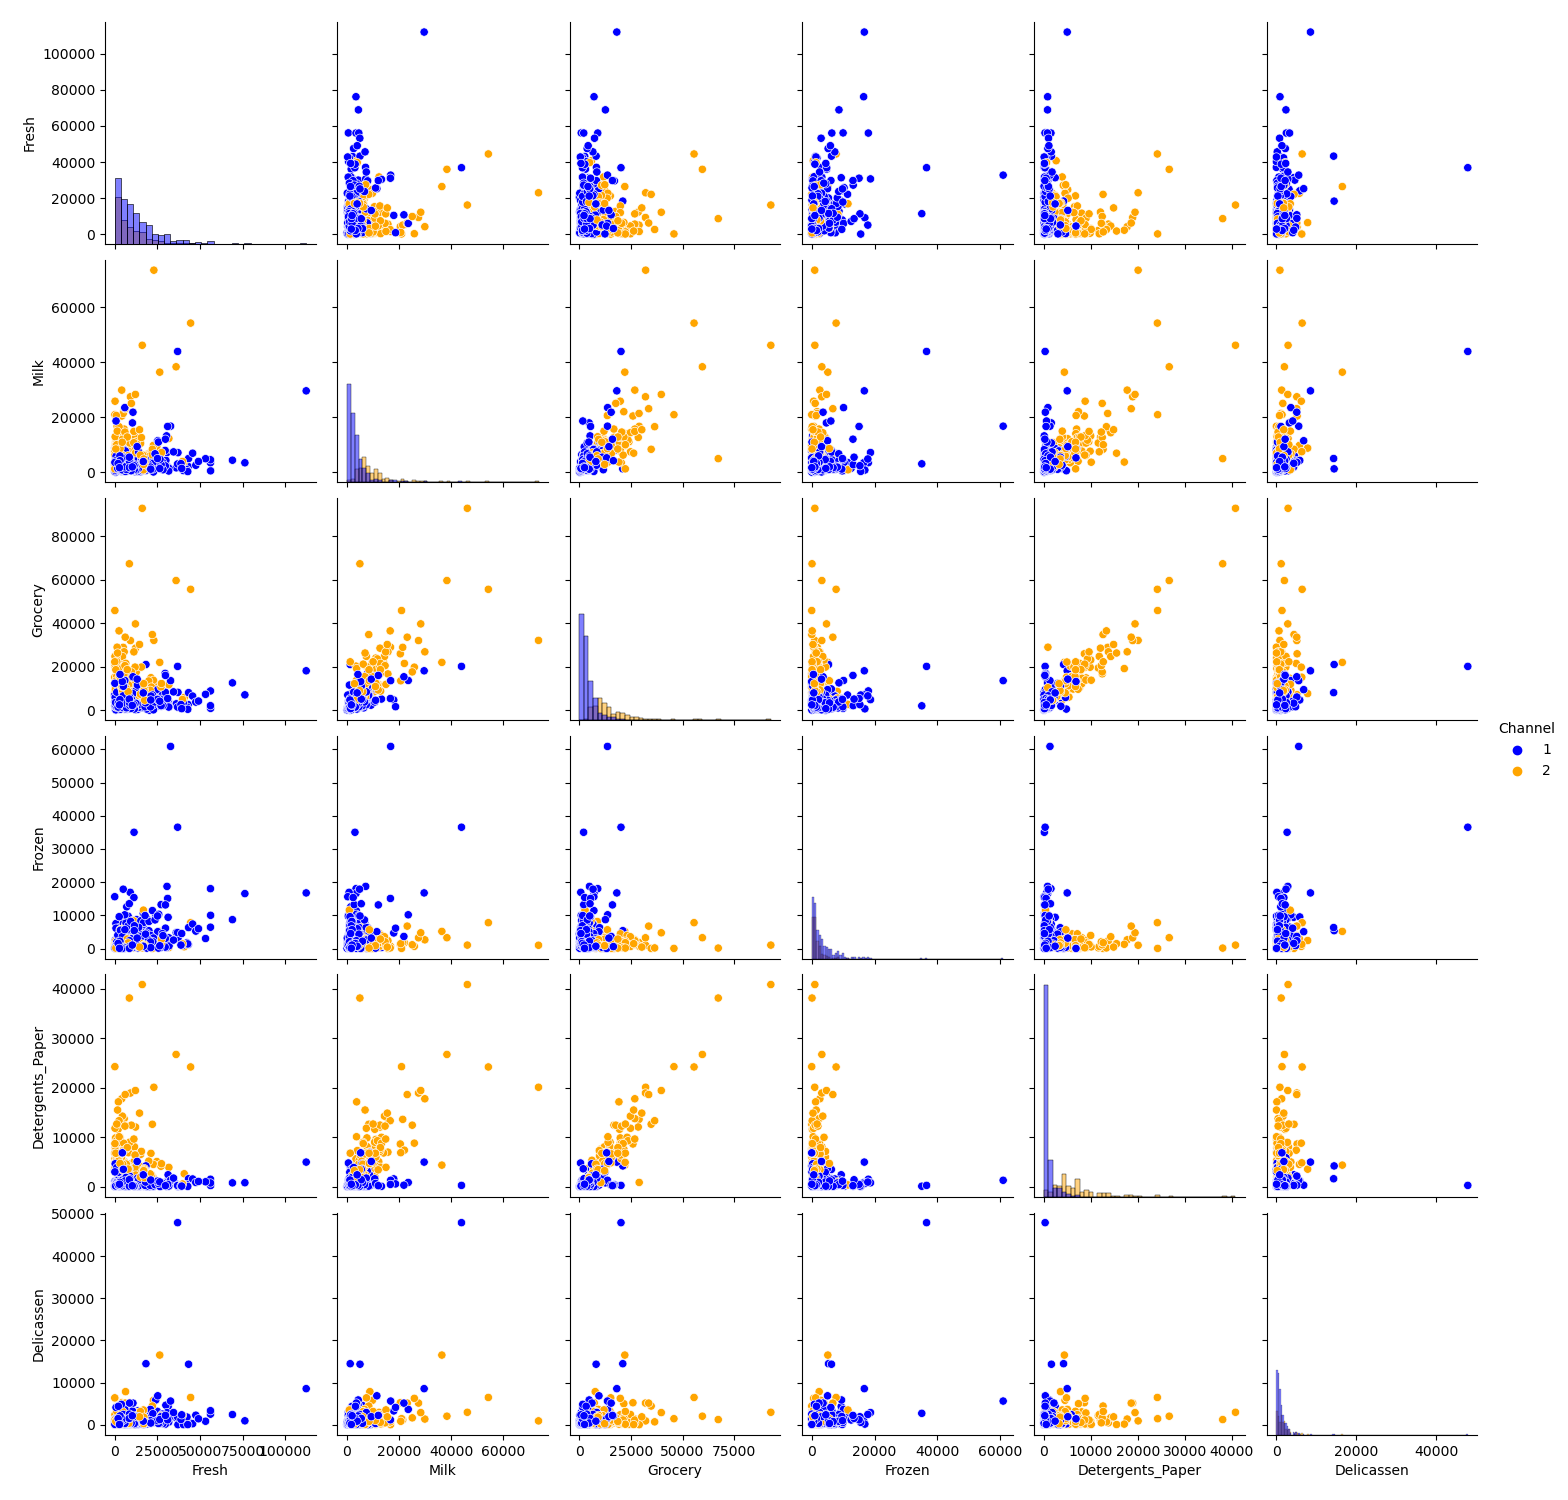 100000
80000
60000
40000
20000
0
Fresh
60000
40000
20000
0
Milk
80000
60000
40000
20000
0
Grocery
Channel
1
2
60000
50000
40000
30000
20000
10000
0
Frozen
40000
30000
20000
10000
0
Detergents_Paper
50000
40000
30000
20000
10000
0
Delicassen
0 25000 50000 75000 100000
0 20000 40000 60000
0 25000 50000 75000
0 20000 40000 60000
0 10000 20000 30000 40000
0 20000 40000
Fresh Milk Grocery Frozen Detergents_Paper Delicassen